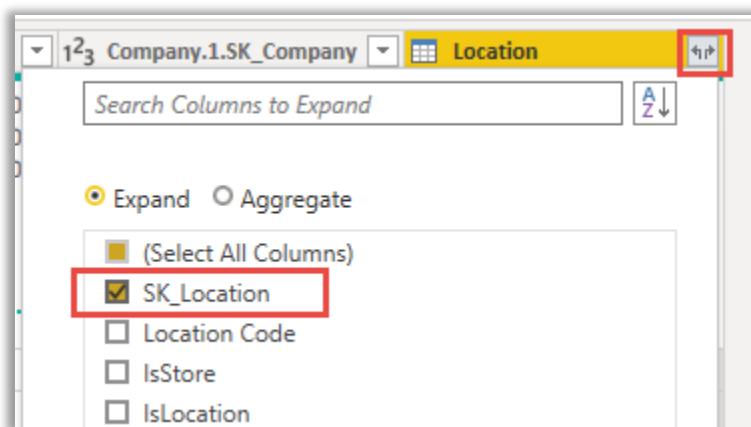 1²3 Company.1.SK_Company Location
Search Columns to Expand
A
Z
Expand Aggregate
(Select All Columns)
SK_Location
Location Code
IsStore
IsLocation